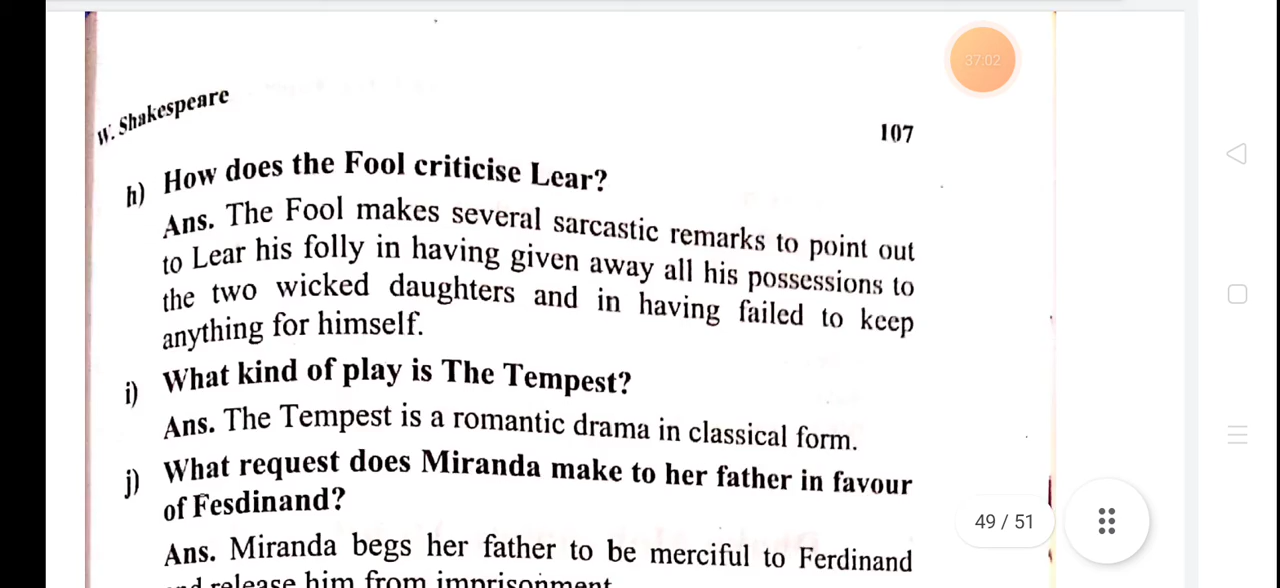 37:02
W. Shakespeare
107
h) How does the Fool criticise Lear?
Ans. The Fool makes several sarcastic remarks to point out
to Lear his folly in having given away all his possessions to
the two wicked daughters and in having failed to keep
anything for himself.
i) What kind of play is The Tempest?
Ans. The Tempest is a romantic drama in classical form.
j) What request does Miranda make to her father in favour
of Fesdinand?
49 / 51
Ans. Miranda begs her father to be merciful to Ferdinand
and release him from imprisonment